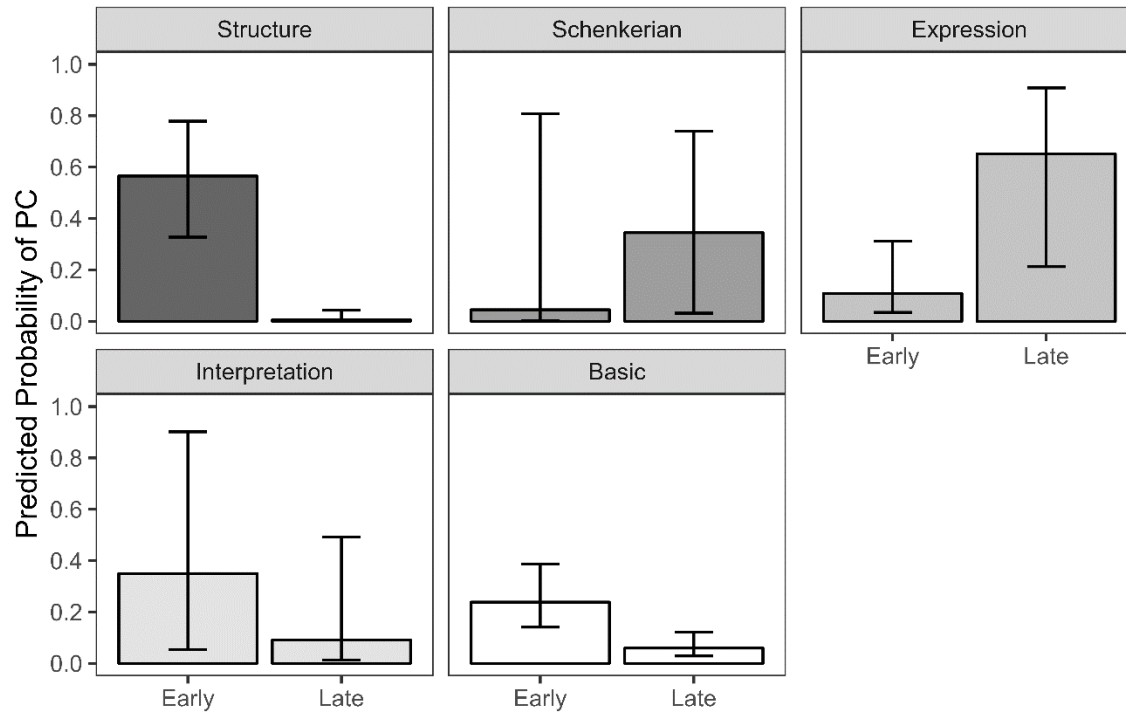 Structure
Schenkerian
Expression
Predicted Probability of PC
1.0
0.8
0.6
0.4
0.2
0.0
Early
Late
Interpretation
Basic
1.0
0.8
0.6
0.4
0.2
0.0
Early
Late
Early
Late